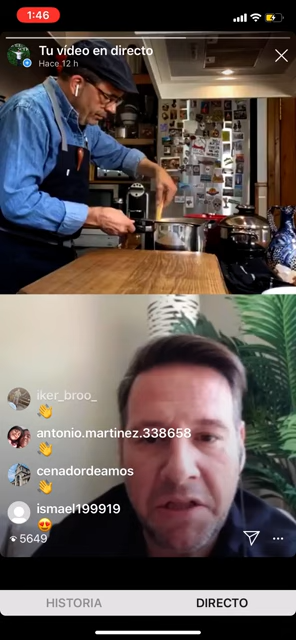 1:46
Tu vídeo en directo
Hace 12 h
iker_broo_
👏
antonio.martinez.338658
👏
cenadordeamos
👏
ismael199919
😍
5649
HISTORIA
DIRECTO